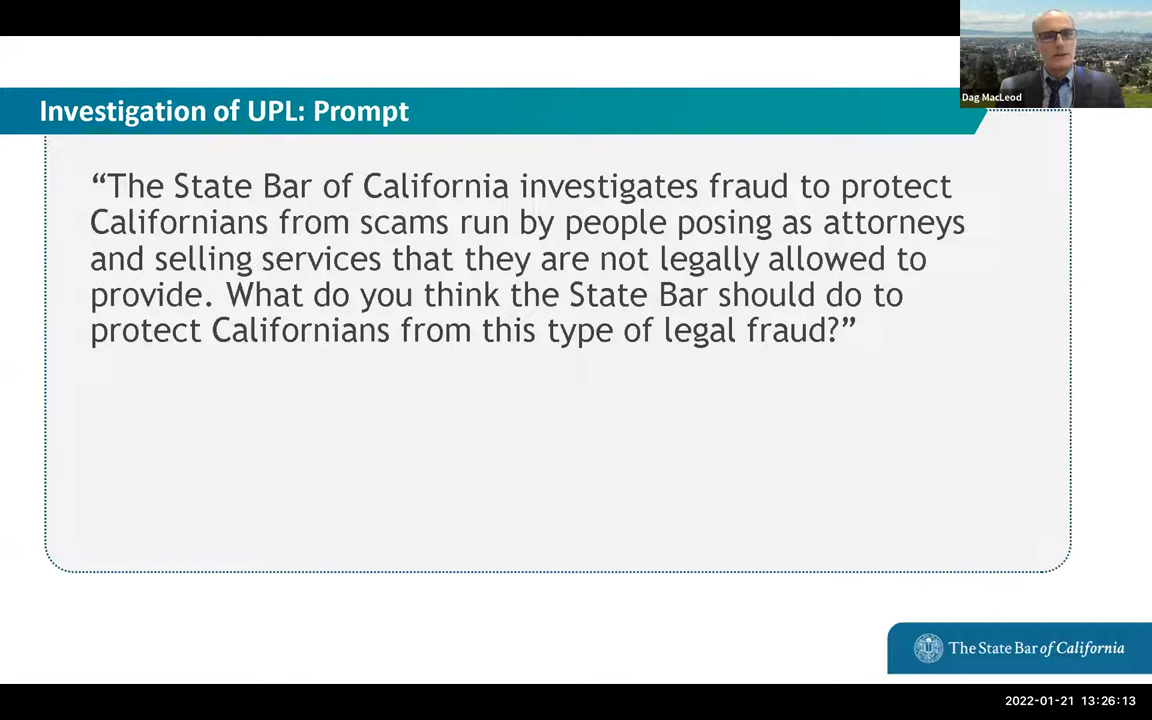 Dag MacLeod
Investigation of UPL: Prompt
“The State Bar of California investigates fraud to protect
Californians from scams run by people posing as attorneys
and selling services that they are not legally allowed to
provide. What do you think the State Bar should do to
protect Californians from this type of legal fraud?”
The State Bar of California
2022-01-21 13:26:13